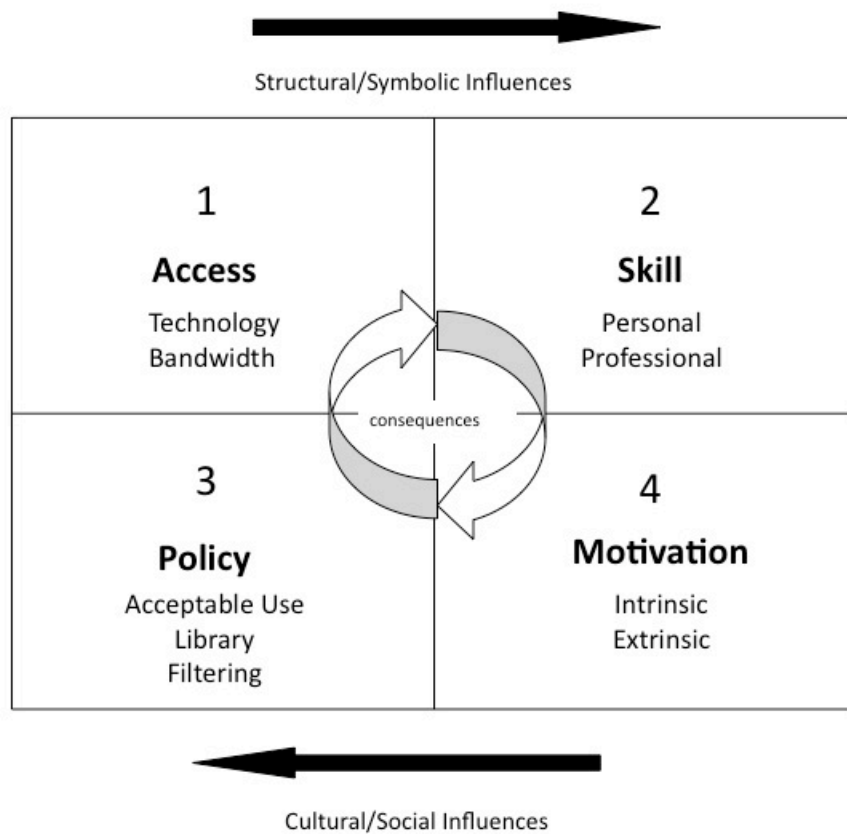 Structural/Symbolic Influences
1
Access
Technology
Bandwidth
2
Skill
Personal
Professional
consequences
3
Policy
Acceptable Use
Library
Filtering
4
Motivation
Intrinsic
Extrinsic
Cultural/Social Influences